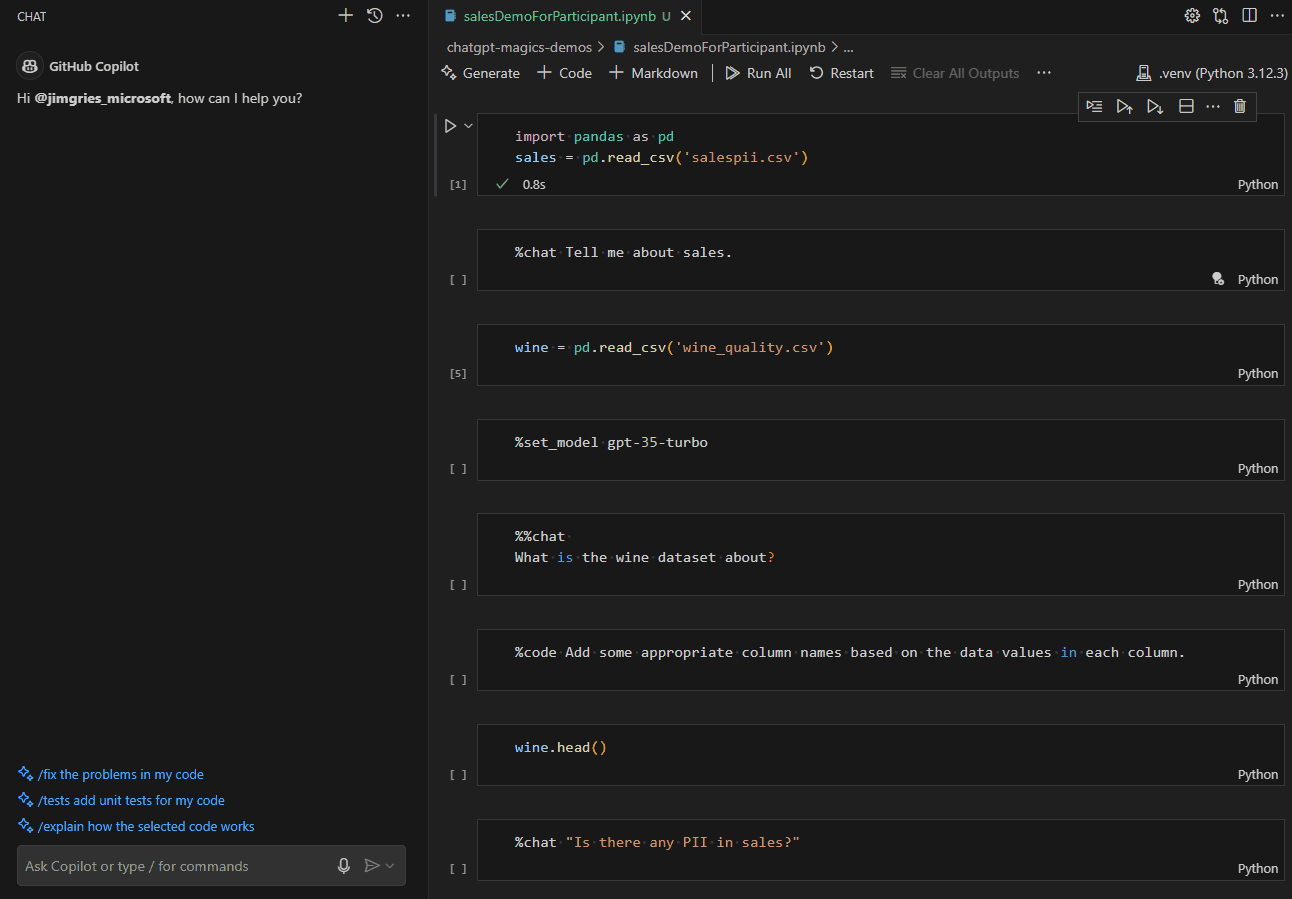 CHAT
GitHub Copilot
Hi @jimgries_microsoft, how can I help you?
/fix the problems in my code
/tests add unit tests for my code
/explain how the selected code works
Ask Copilot or type / for commands
salesDemoForParticipant.ipynb U
chatgpt-magics-demos > salesDemoForParticipant.ipynb > ...
Generate + Code + Markdown | Run All Restart Clear All Outputs ... .venv (Python 3.12.3)
import pandas as pd
sales = pd.read_csv('salespii.csv')
[1] 0.8s Python
%chat Tell me about sales.
[ ] Python
wine = pd.read_csv('wine_quality.csv')
[5] Python
%set_model gpt-35-turbo
[ ] Python
%%chat
What is the wine dataset about?
[ ] Python
%code Add some appropriate column names based on the data values in each column.
[ ] Python
wine.head()
[ ] Python
%chat "Is there any PII in sales?"
[ ] Python